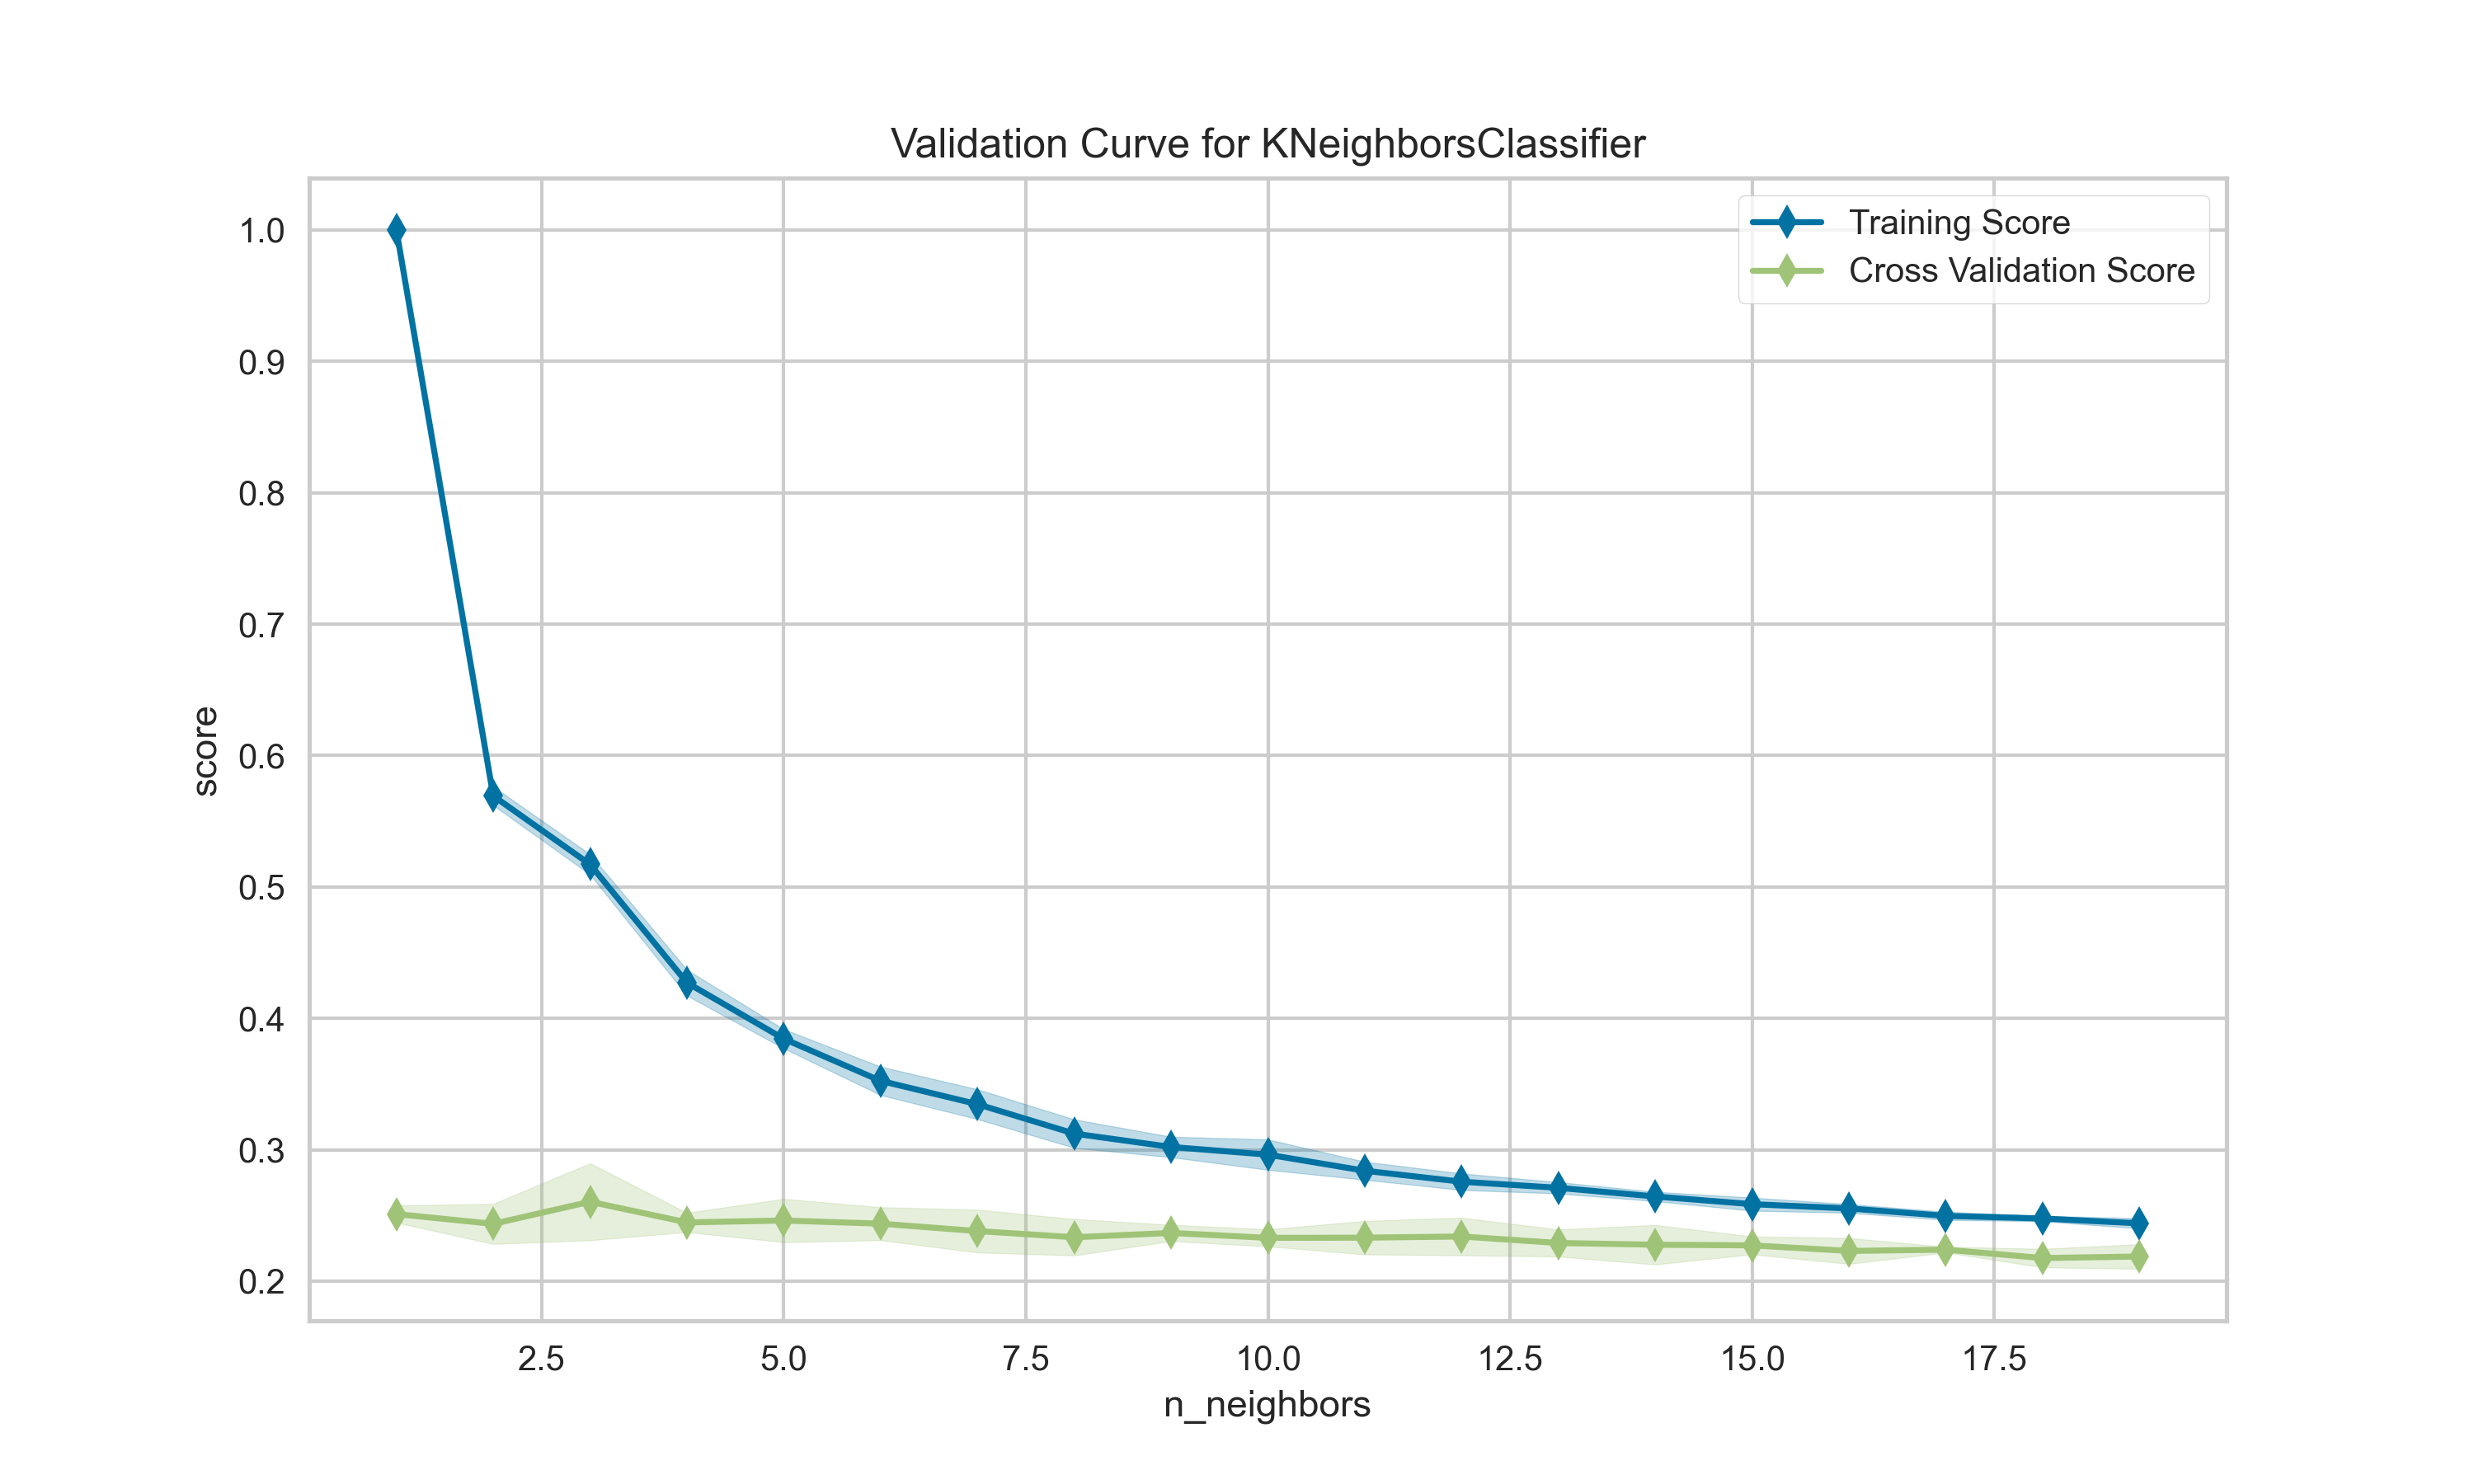 Validation Curve for KNeighborsClassifier
Training Score
Cross Validation Score
1.0
0.9
0.8
0.7
0.6
0.5
0.4
0.3
0.2
score
2.5 5.0 7.5 10.0 12.5 15.0 17.5
n_neighbors